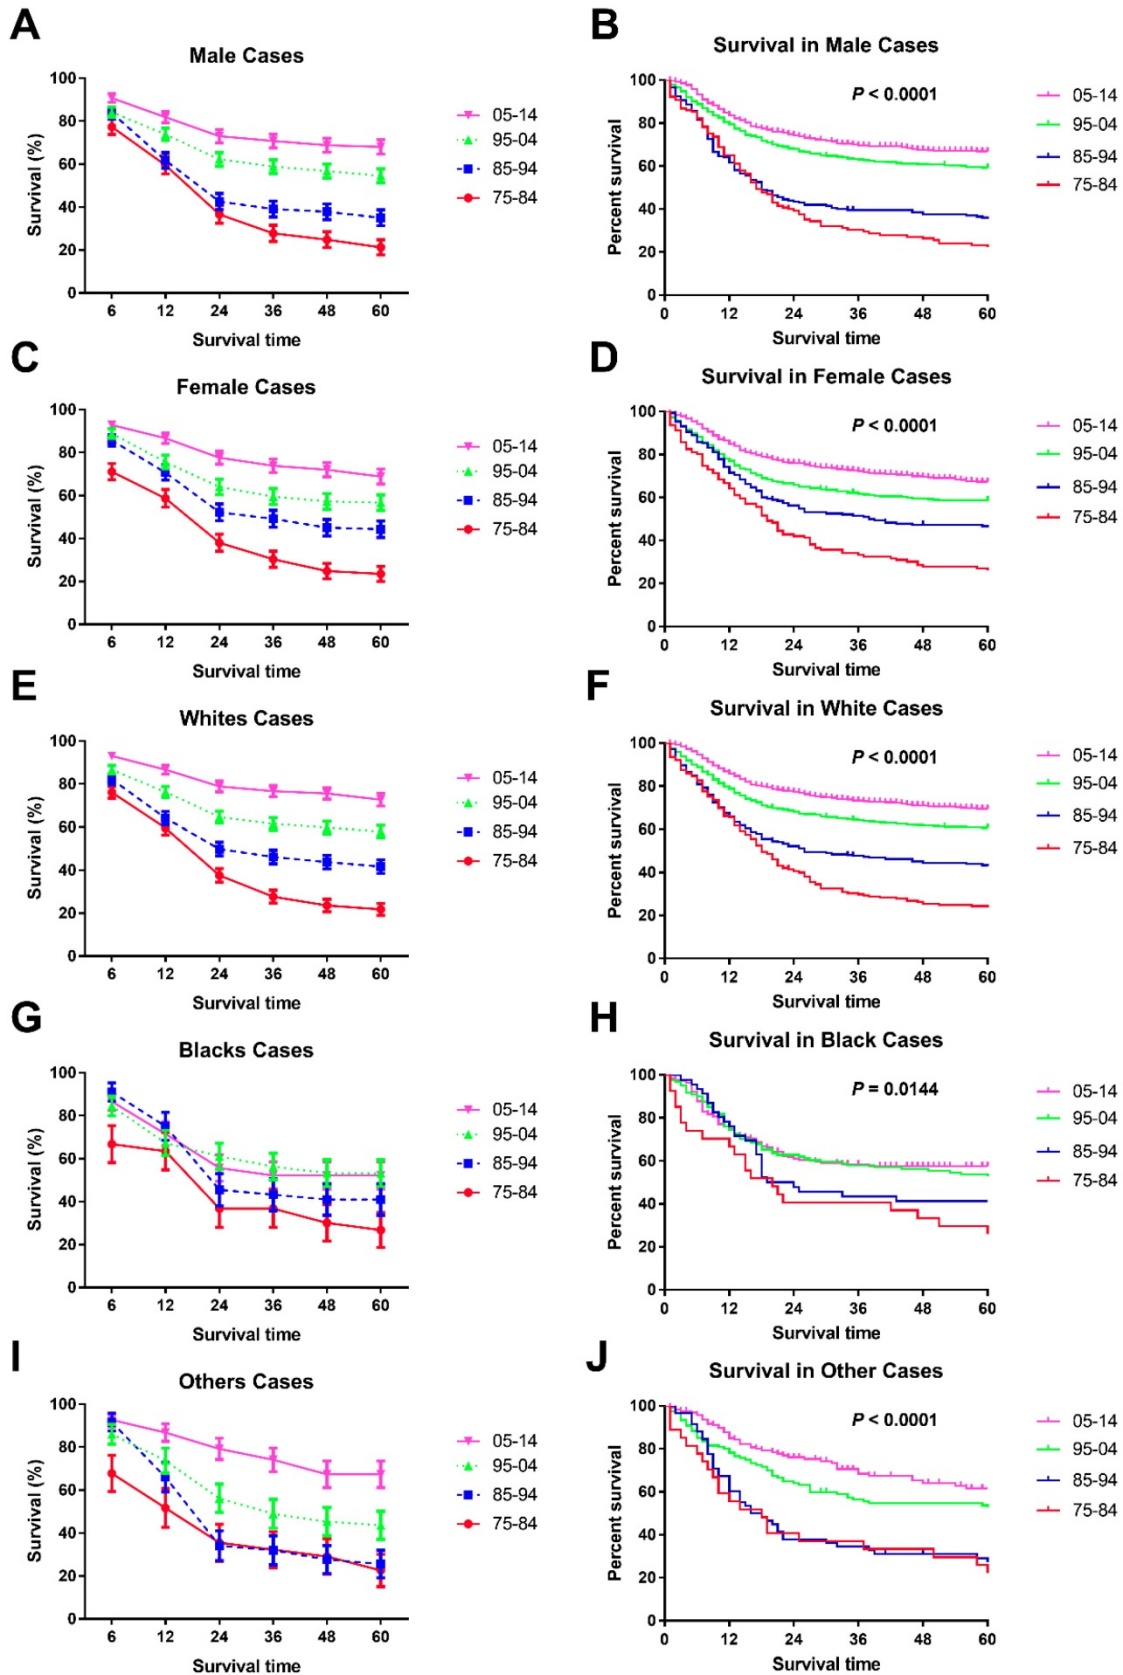 A
Male Cases
Survival (%)
100
80
60
40
20
0
6 12 24 36 48 60
Survival time
05-14
95-04
85-94
75-84
B
Survival in Male Cases
P < 0.0001
Percent survival
100
80
60
40
20
0
0 12 24 36 48 60
Survival time
05-14
95-04
85-94
75-84
C
Female Cases
Survival (%)
100
80
60
40
20
0
6 12 24 36 48 60
Survival time
05-14
95-04
85-94
75-84
D
Survival in Female Cases
P < 0.0001
Percent survival
100
80
60
40
20
0
0 12 24 36 48 60
Survival time
05-14
95-04
85-94
75-84
E
Whites Cases
Survival (%)
100
80
60
40
20
0
6 12 24 36 48 60
Survival time
05-14
95-04
85-94
75-84
F
Survival in White Cases
P < 0.0001
Percent survival
100
80
60
40
20
0
0 12 24 36 48 60
Survival time
05-14
95-04
85-94
75-84
G
Blacks Cases
Survival (%)
100
80
60
40
20
0
6 12 24 36 48 60
Survival time
05-14
95-04
85-94
75-84
H
Survival in Black Cases
P = 0.0144
Percent survival
100
80
60
40
20
0
0 12 24 36 48 60
Survival time
05-14
95-04
85-94
75-84
I
Others Cases
Survival (%)
100
80
60
40
20
0
6 12 24 36 48 60
Survival time
05-14
95-04
85-94
75-84
J
Survival in Other Cases
P < 0.0001
Percent survival
100
80
60
40
20
0
0 12 24 36 48 60
Survival time
05-14
95-04
85-94
75-84